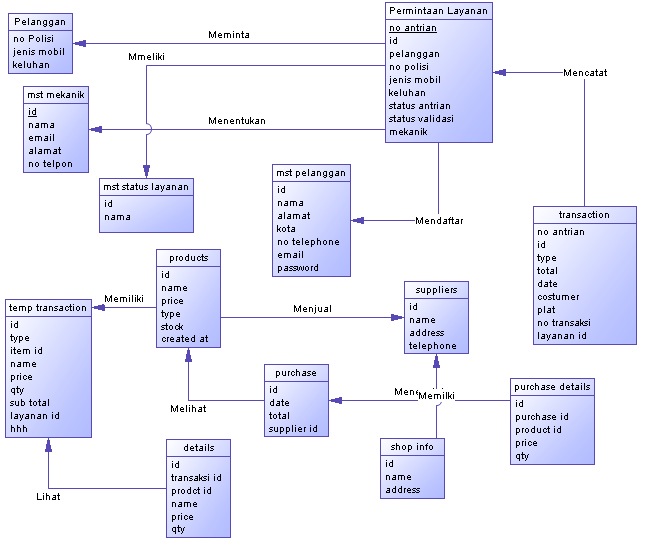 Pelanggan
no Polisi
jenis mobil
keluhan
Meminta
Mmeliki
Permintaan Layanan
no antrian
id
pelanggan
no polisi
jenis mobil
keluhan
status antrian
status validasi
mekanik
Mencatat
mst mekanik
id
nama
email
alamat
no telpon
Menentukan
mst status layanan
id
nama
mst pelanggan
id
nama
alamat
kota
no telephone
email
password
Mendaftar
transaction
no antrian
id
type
total
date
costumer
plat
no transaksi
layanan id
products
id
name
price
type
stock
created at
Memiliki
Menjual
suppliers
id
name
address
telephone
temp transaction
id
type
item id
name
price
qty
sub total
layanan id
hhh
Melihat
purchase
id
date
total
supplier id
Memilki
purchase details
id
purchase id
product id
price
qty
shop info
id
name
address
details
id
transaksi id
prodct id
name
price
qty
Lihat